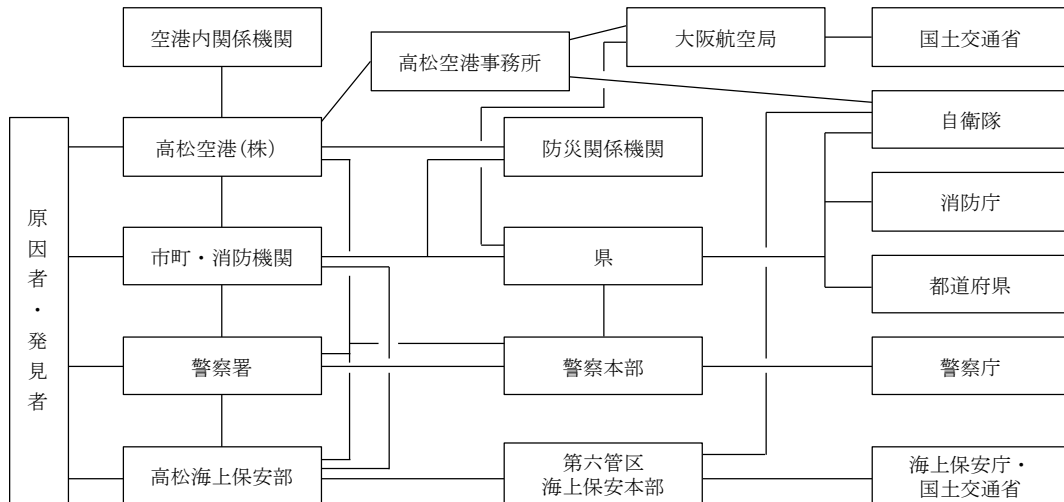 空港内関係機関
高松空港事務所
大阪航空局
国土交通省
原因者・発見者
高松空港(株)
防災関係機関
自衛隊
消防庁
市町・消防機関
県
都道府県
警察署
警察本部
警察庁
高松海上保安部
第六管区
海上保安本部
海上保安庁・
国土交通省